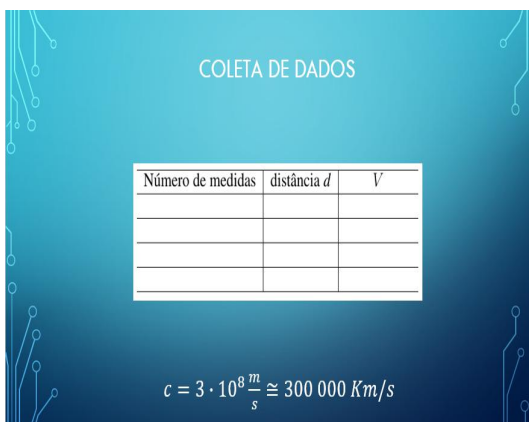 COLETA DE DADOS
Número de medidas distância d V
c = 3 · 10⁸ m/s ≅ 300 000 Km/s